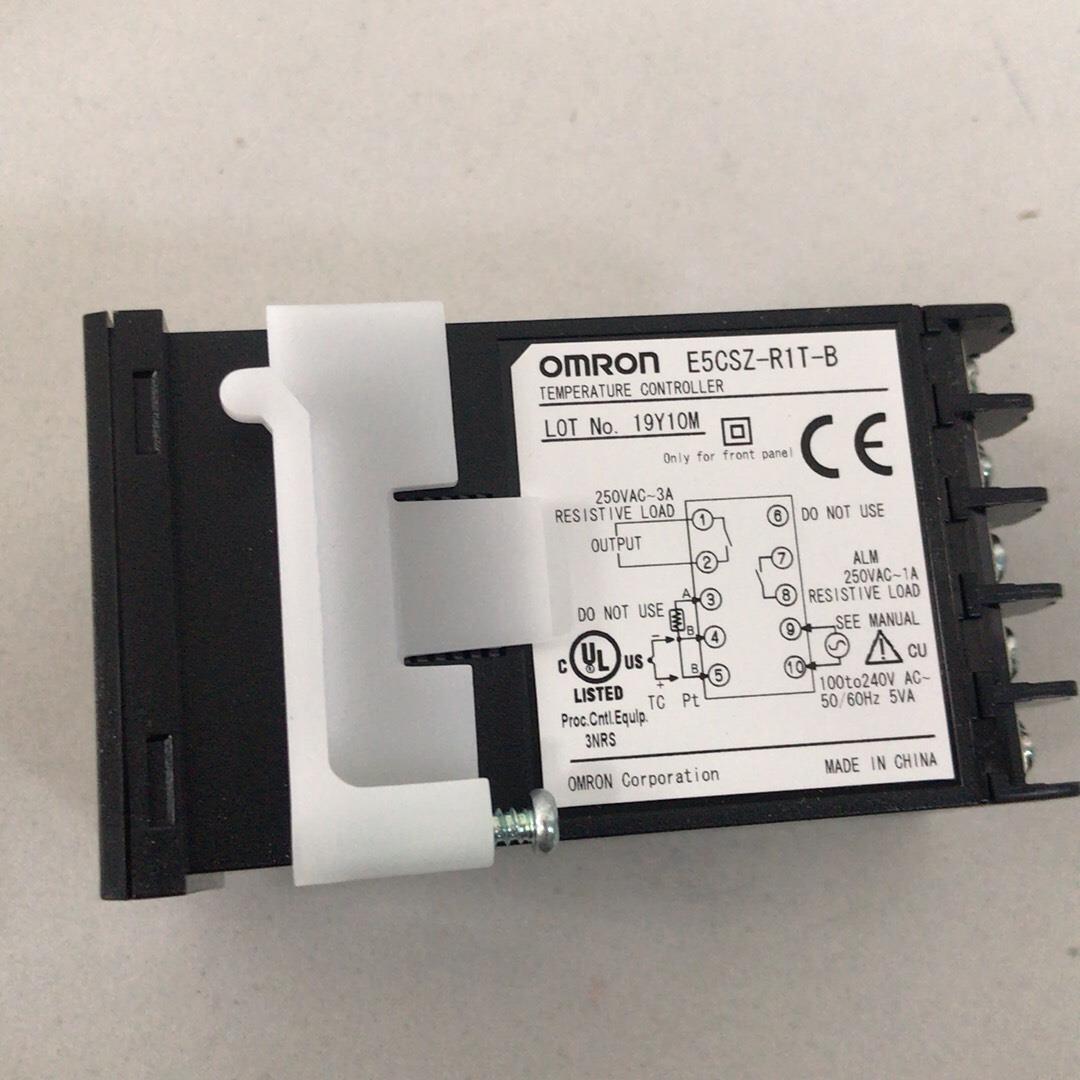 OMRON E5CSZ-R1T-B
TEMPERATURE CONTROLLER
LOT No. 19Y10M
Only for front panel
CE
250VAC~3A
RESISTIVE LOAD
OUTPUT
1
2
3
4
5
6
7
8
9
10
DO NOT USE
ALM
250VAC~1A
RESISTIVE LOAD
DO NOT USE
A
B
B
- 
+
TC Pt
SEE MANUAL
CU
100to240V AC~
50/60Hz 5VA
C UL US
LISTED
Proc.Cntl.Equip.
3NRS
OMRON Corporation
MADE IN CHINA